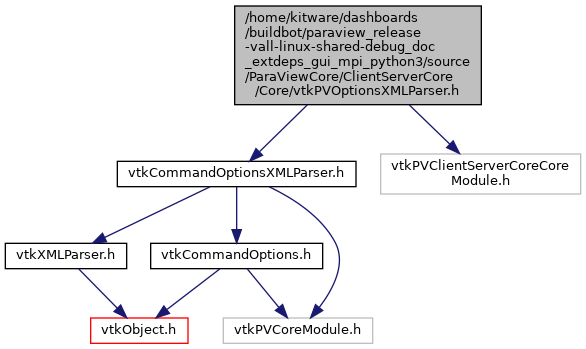 /home/kitware/dashboards
/buildbot/paraview_release
-vall-linux-shared-debug_doc
_extdeps_gui_mpi_python3/source
/ParaViewCore/ClientServerCore
/Core/vtkPVOptionsXMLParser.h
vtkCommandOptionsXMLParser.h
vtkPVClientServerCoreCore
Module.h
vtkXMLParser.h
vtkCommandOptions.h
vtkObject.h
vtkPVCoreModule.h